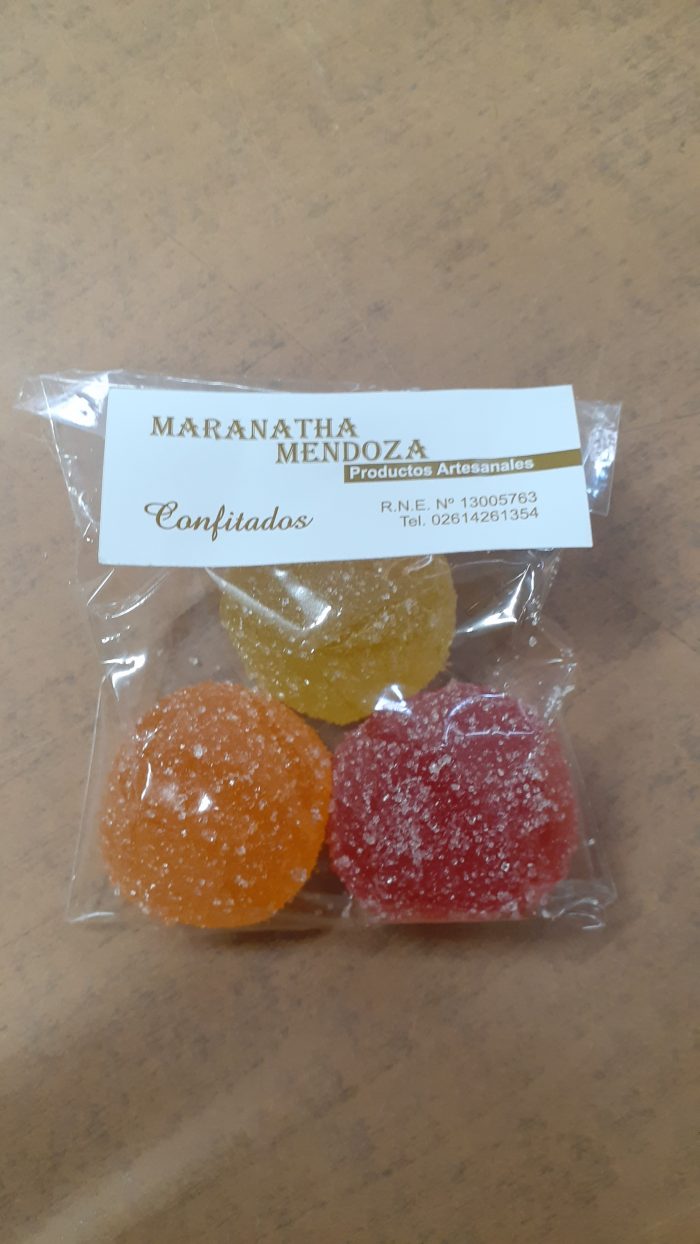 MARANATHA
MENDOZA
Productos Artesanales
Confitados
R.N.E. Nº 13005763
Tel. 02614261354